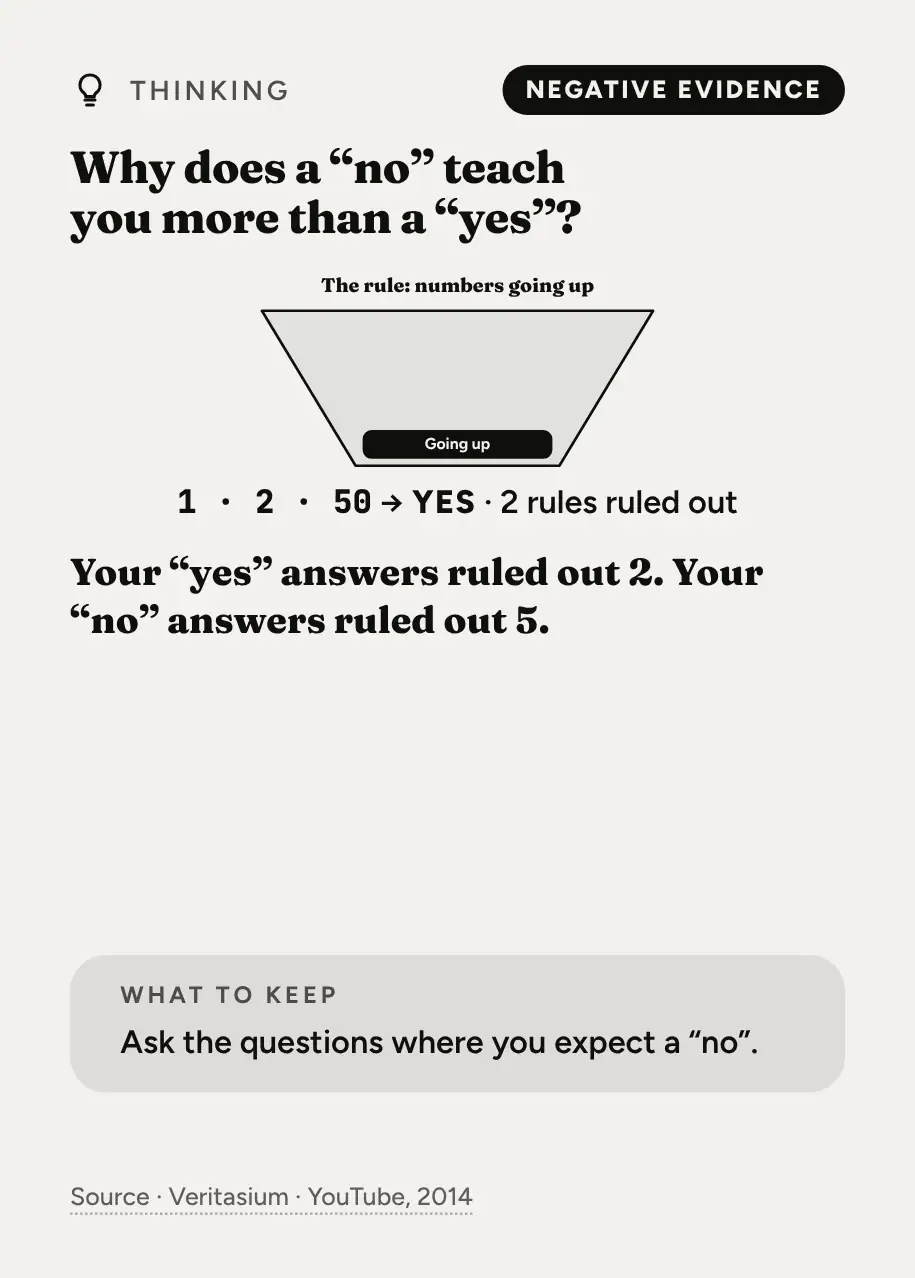 THINKING
NEGATIVE EVIDENCE
Why does a “no” teach
you more than a “yes”?
The rule: numbers going up
Going up
1 · 2 · 50 → YES · 2 rules ruled out
Your “yes” answers ruled out 2. Your
“no” answers ruled out 5.
WHAT TO KEEP
Ask the questions where you expect a “no”.
Source · Veritasium · YouTube, 2014